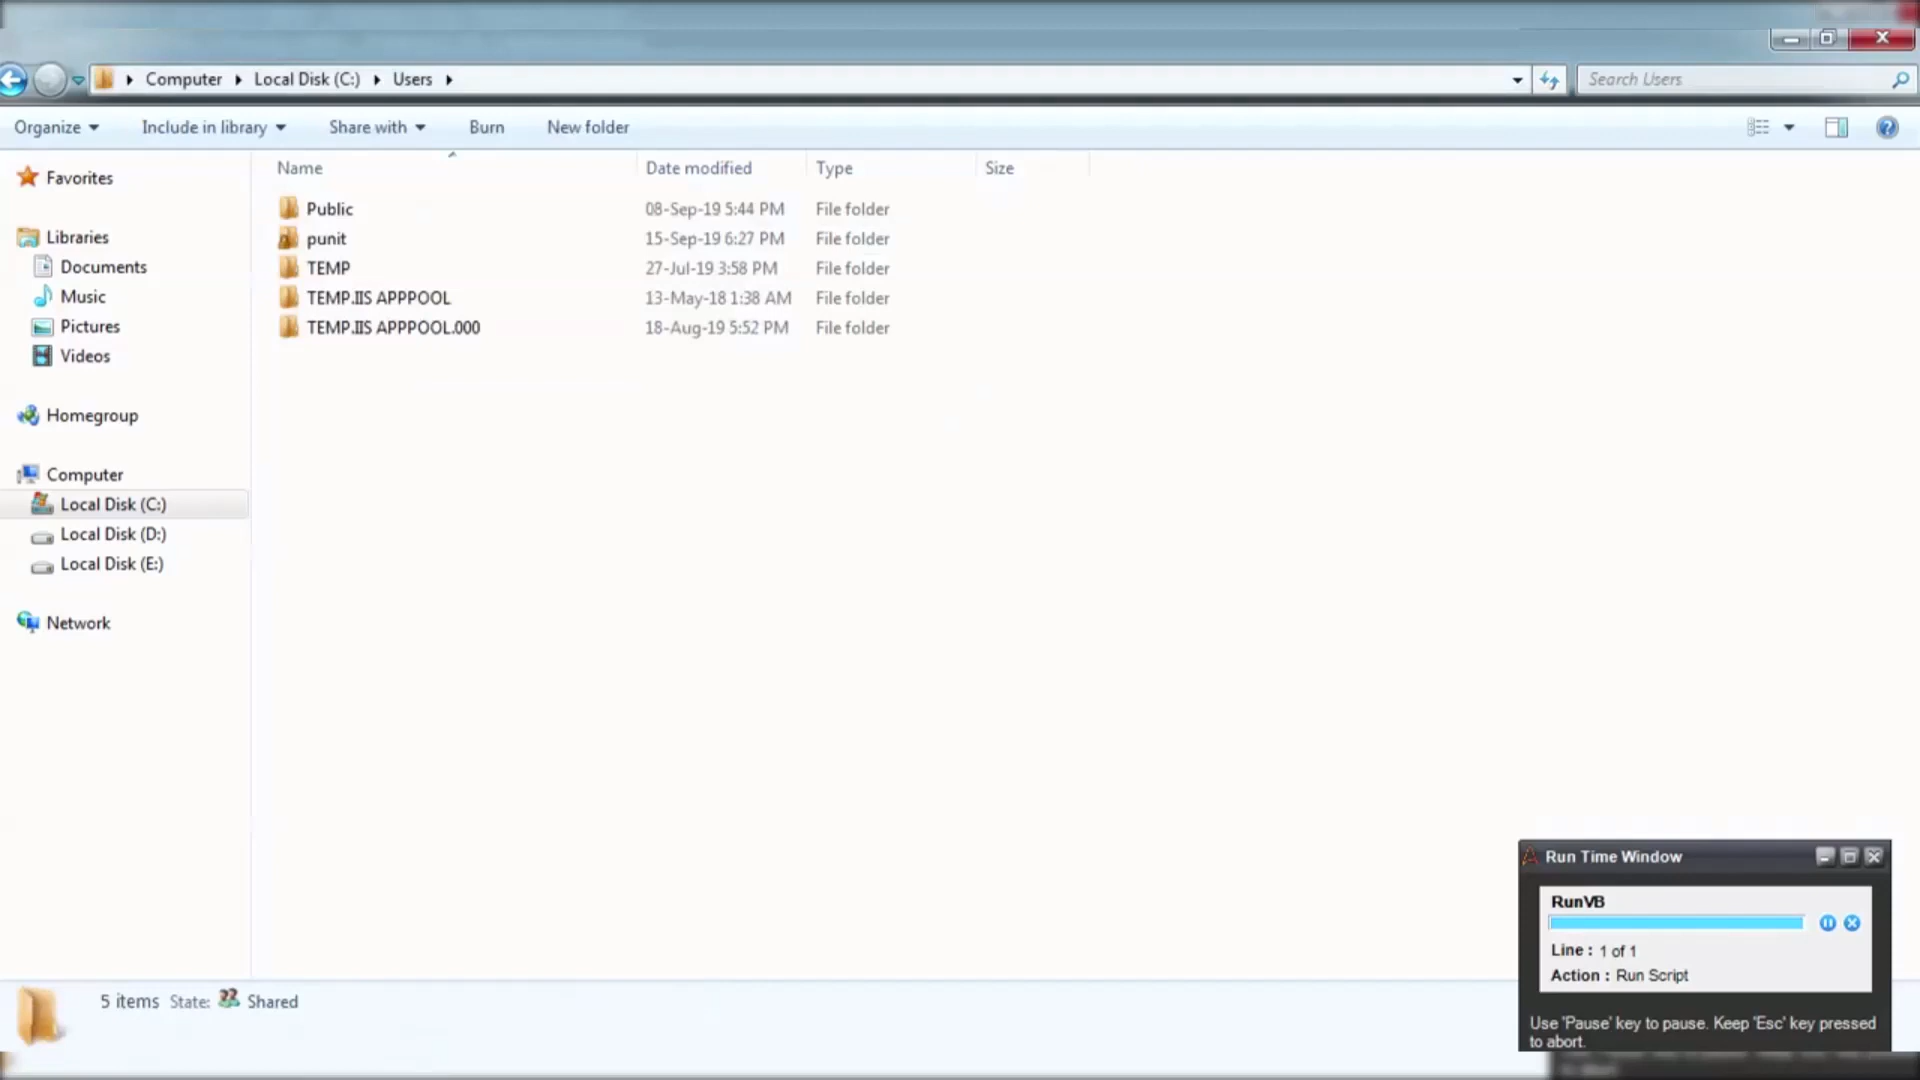 Computer Local Disk (C:) Users
Search Users
Organize Include in library Share with Burn New folder
Name Date modified Type Size
Favorites
Libraries
Documents
Music
Pictures
Videos
Homegroup
Computer
Local Disk (C:)
Local Disk (D:)
Local Disk (E:)
Network
Public 08-Sep-19 5:44 PM File folder
punit 15-Sep-19 6:27 PM File folder
TEMP 27-Jul-19 3:58 PM File folder
TEMP.IIS APPPOOL 13-May-18 1:38 AM File folder
TEMP.IIS APPPOOL.000 18-Aug-19 5:52 PM File folder
5 items State: Shared
Run Time Window
RunVB
Line : 1 of 1
Action : Run Script
Use 'Pause' key to pause. Keep 'Esc' key pressed
to abort.